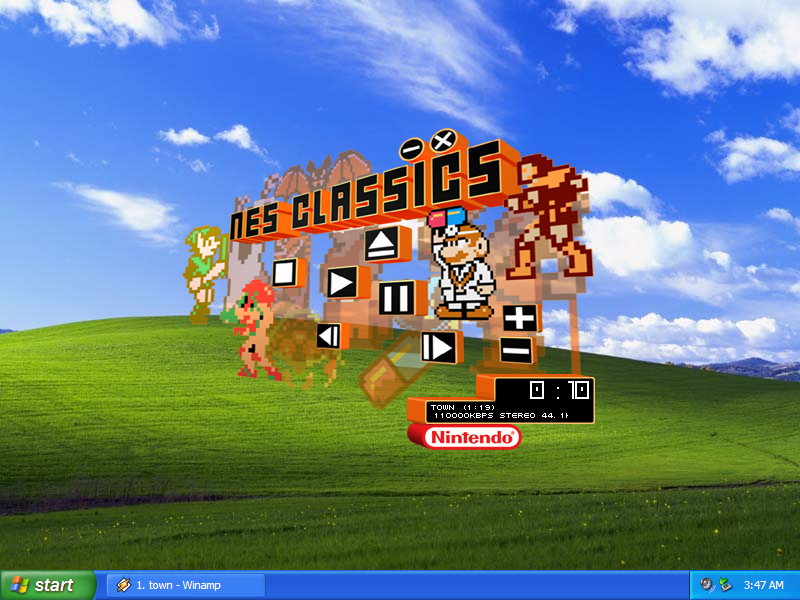 NES CLASSICS
0:10
TOWN (1:19)
110000KBPS STEREO 44.1
Nintendo
start
1. town - Winamp
3:47 AM